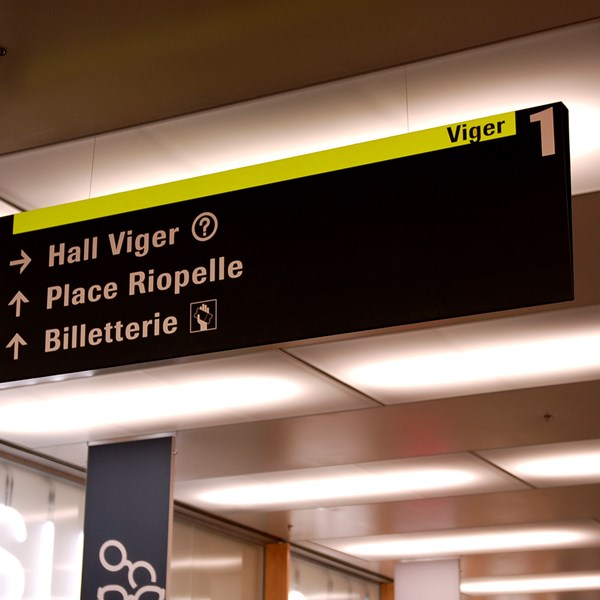 Viger 1
→ Hall Viger ?
↑ Place Riopelle
↑ Billetterie